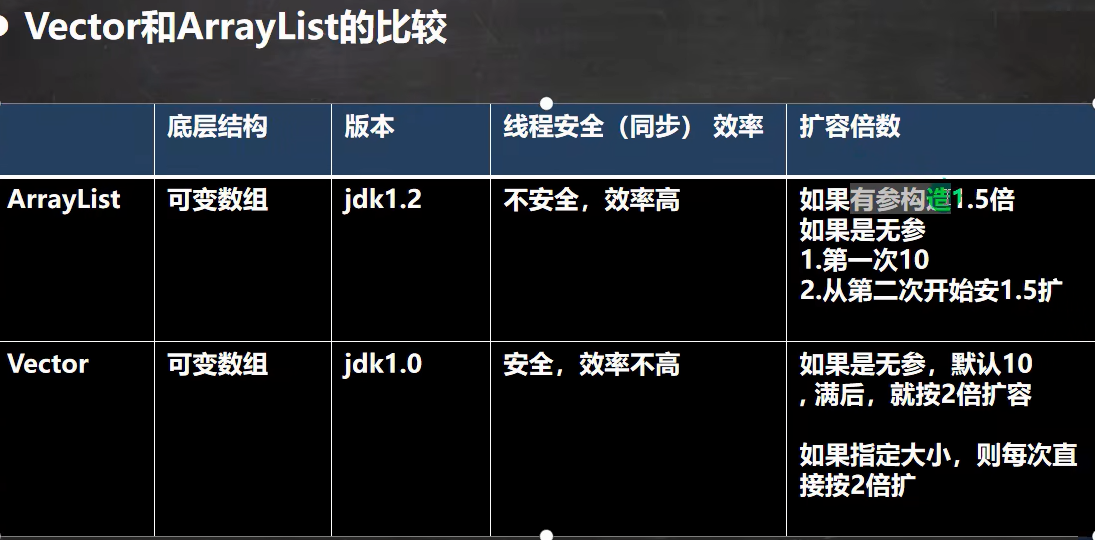 Vector和ArrayList的比较
底层结构
版本
线程安全（同步） 效率
扩容倍数
ArrayList
可变数组
jdk1.2
不安全，效率高
如果有参构造1.5倍
如果是无参
1.第一次10
2.从第二次开始安1.5扩
Vector
可变数组
jdk1.0
安全，效率不高
如果是无参，默认10
, 满后，就按2倍扩容
如果指定大小，则每次直
接按2倍扩